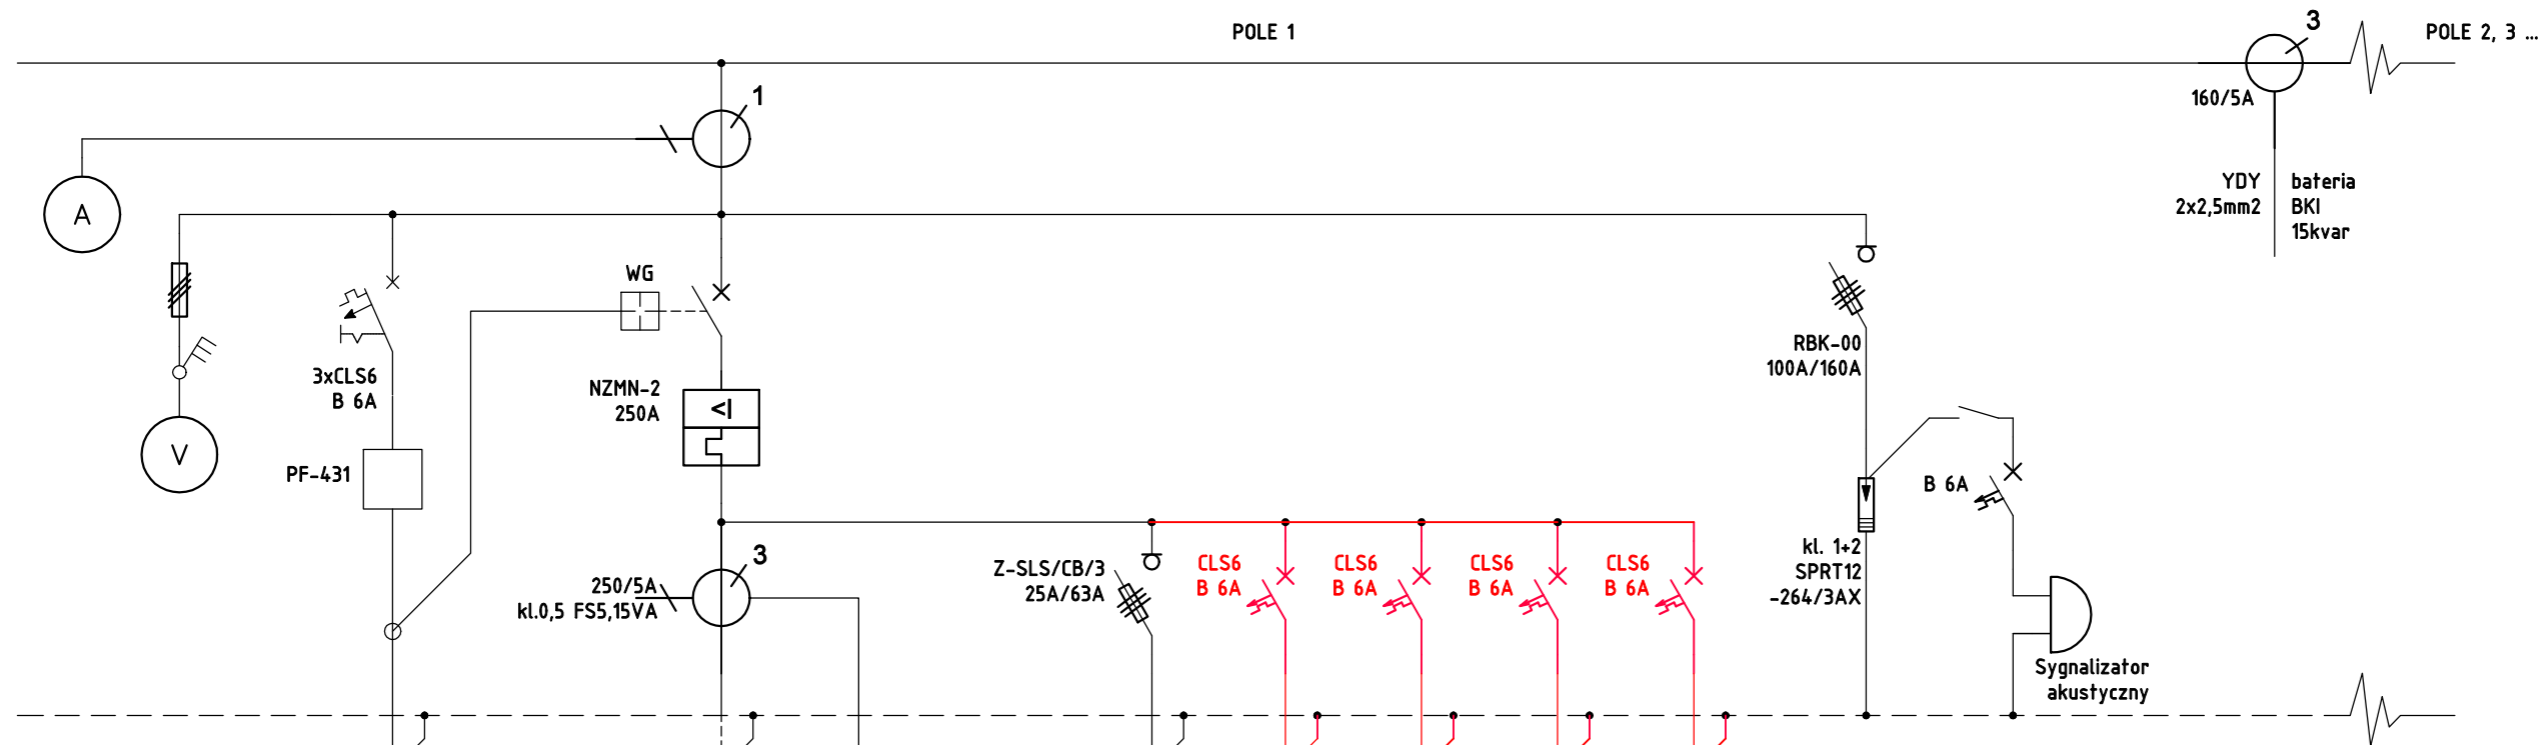 POLE 1
3
POLE 2, 3 ...
160/5A
1
A
YDY
2x2,5mm2
bateria
BKI
15kvar
WG
3xCLS6
B 6A
NZMN-2
250A
<I
RBK-00
100A/160A
V
PF-431
B 6A
3
250/5A
kl.0,5 FS5,15VA
Z-SLS/CB/3
25A/63A
CLS6
B 6A
CLS6
B 6A
CLS6
B 6A
CLS6
B 6A
kl. 1+2
SPRT12
-264/3AX
Sygnalizator
akustyczny